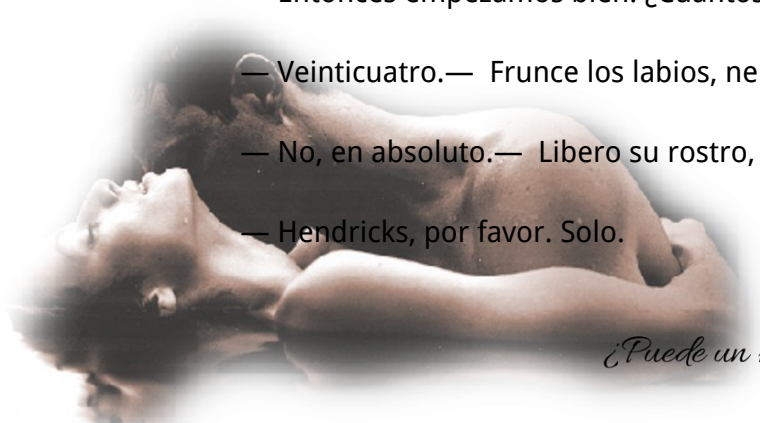 Entonces empezamos bien. ¿Cuántos
— Veinticuatro.— Frunce los labios, ne
— No, en absoluto.— Libero su rostro,
— Hendricks, por favor. Solo.
¿Puede un